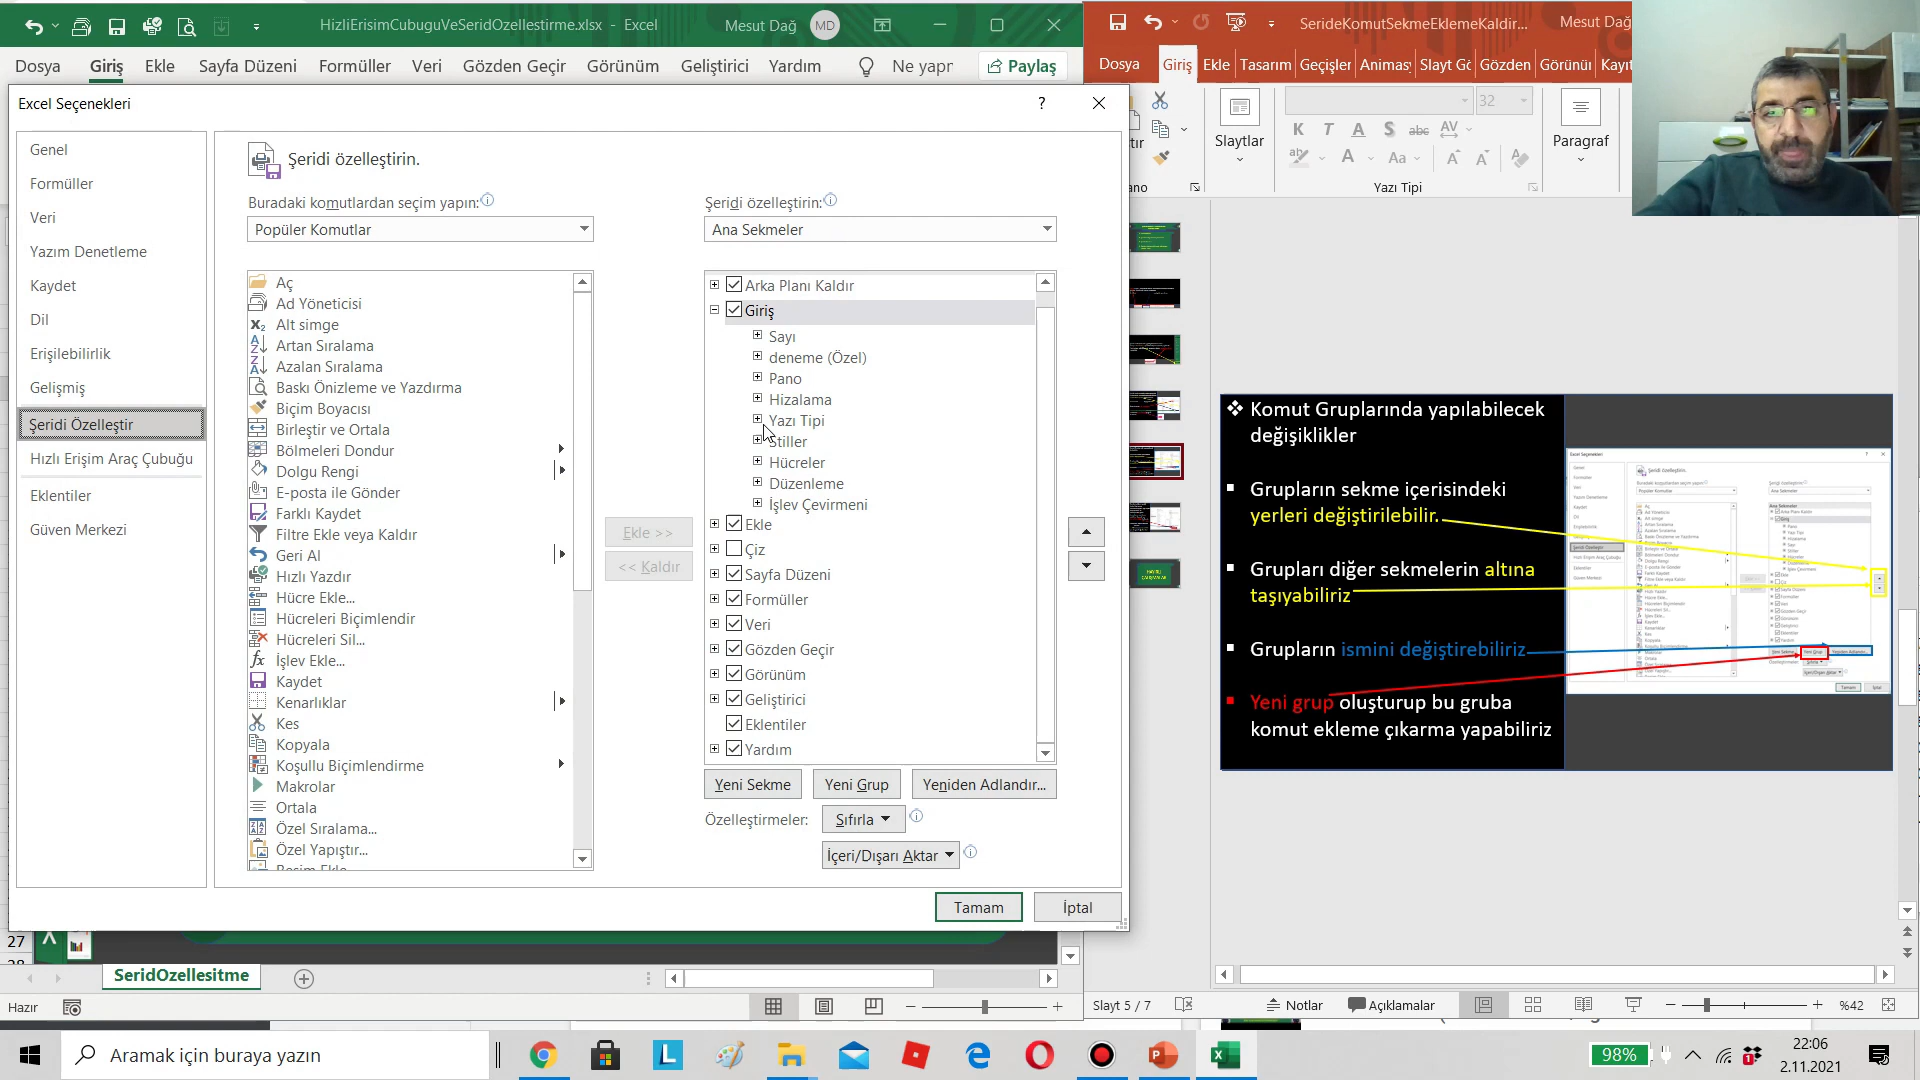 HizliErisimCubuguVeSeridOzellestirme.xlsx - Excel
Mesut Dağ
MD
Dosya Giriş Ekle Sayfa Düzeni Formüller Veri Gözden Geçir Görünüm Geliştirici Yardım Ne yapr Paylaş
Excel Seçenekleri
?
Genel
Formüller
Veri
Yazım Denetleme
Kaydet
Dil
Erişilebilirlik
Gelişmiş
Şeridi Özelleştir
Hızlı Erişim Araç Çubuğu
Eklentiler
Güven Merkezi
Şeridi özelleştirin.
Buradaki komutlardan seçim yapın:
Popüler Komutlar
Aç
Ad Yöneticisi
Alt simge
Artan Sıralama
Azalan Sıralama
Baskı Önizleme ve Yazdırma
Biçim Boyacısı
Birleştir ve Ortala
Bölmeleri Dondur
Dolgu Rengi
E-posta ile Gönder
Farklı Kaydet
Filtre Ekle veya Kaldır
Geri Al
Hızlı Yazdır
Hücre Ekle...
Hücreleri Biçimlendir
Hücreleri Sil...
İşlev Ekle...
Kaydet
Kenarlıklar
Kes
Kopyala
Koşullu Biçimlendirme
Makrolar
Ortala
Özel Sıralama...
Özel Yapıştır...
Resim Ekle
Ekle >>
<< Kaldır
Şeridi özelleştirin:
Ana Sekmeler
Arka Planı Kaldır
Giriş
Sayı
deneme (Özel)
Pano
Hizalama
Yazı Tipi
Stiller
Hücreler
Düzenleme
İşlev Çevirmeni
Ekle
Çiz
Sayfa Düzeni
Formüller
Veri
Gözden Geçir
Görünüm
Geliştirici
Eklentiler
Yardım
Yeni Sekme Yeni Grup Yeniden Adlandır...
Özelleştirmeler: Sıfırla
İçeri/Dışarı Aktar
Tamam İptal
27
SeridOzellesitme
Hazır
SerideKomutSekmeEklemeKaldir...
Mesut Dağ
Dosya Giriş Ekle Tasarım Geçişler Animasy Slayt Gö Gözden Görünü Kayıt
32
K T A S abc AV
Aa
Slaytlar
Paragraf
ano
Yazı Tipi
❖ Komut Gruplarında yapılabilecek
değişiklikler
▪ Grupların sekme içerisindeki
yerleri değiştirilebilir.
▪ Grupları diğer sekmelerin altına
taşıyabiliriz
▪ Grupların ismini değiştirebiliriz
▪ Yeni grup oluşturup bu gruba
komut ekleme çıkarma yapabiliriz
Slayt 5 / 7
Notlar
Açıklamalar
%42
Aramak için buraya yazın
98%
22:06
2.11.2021